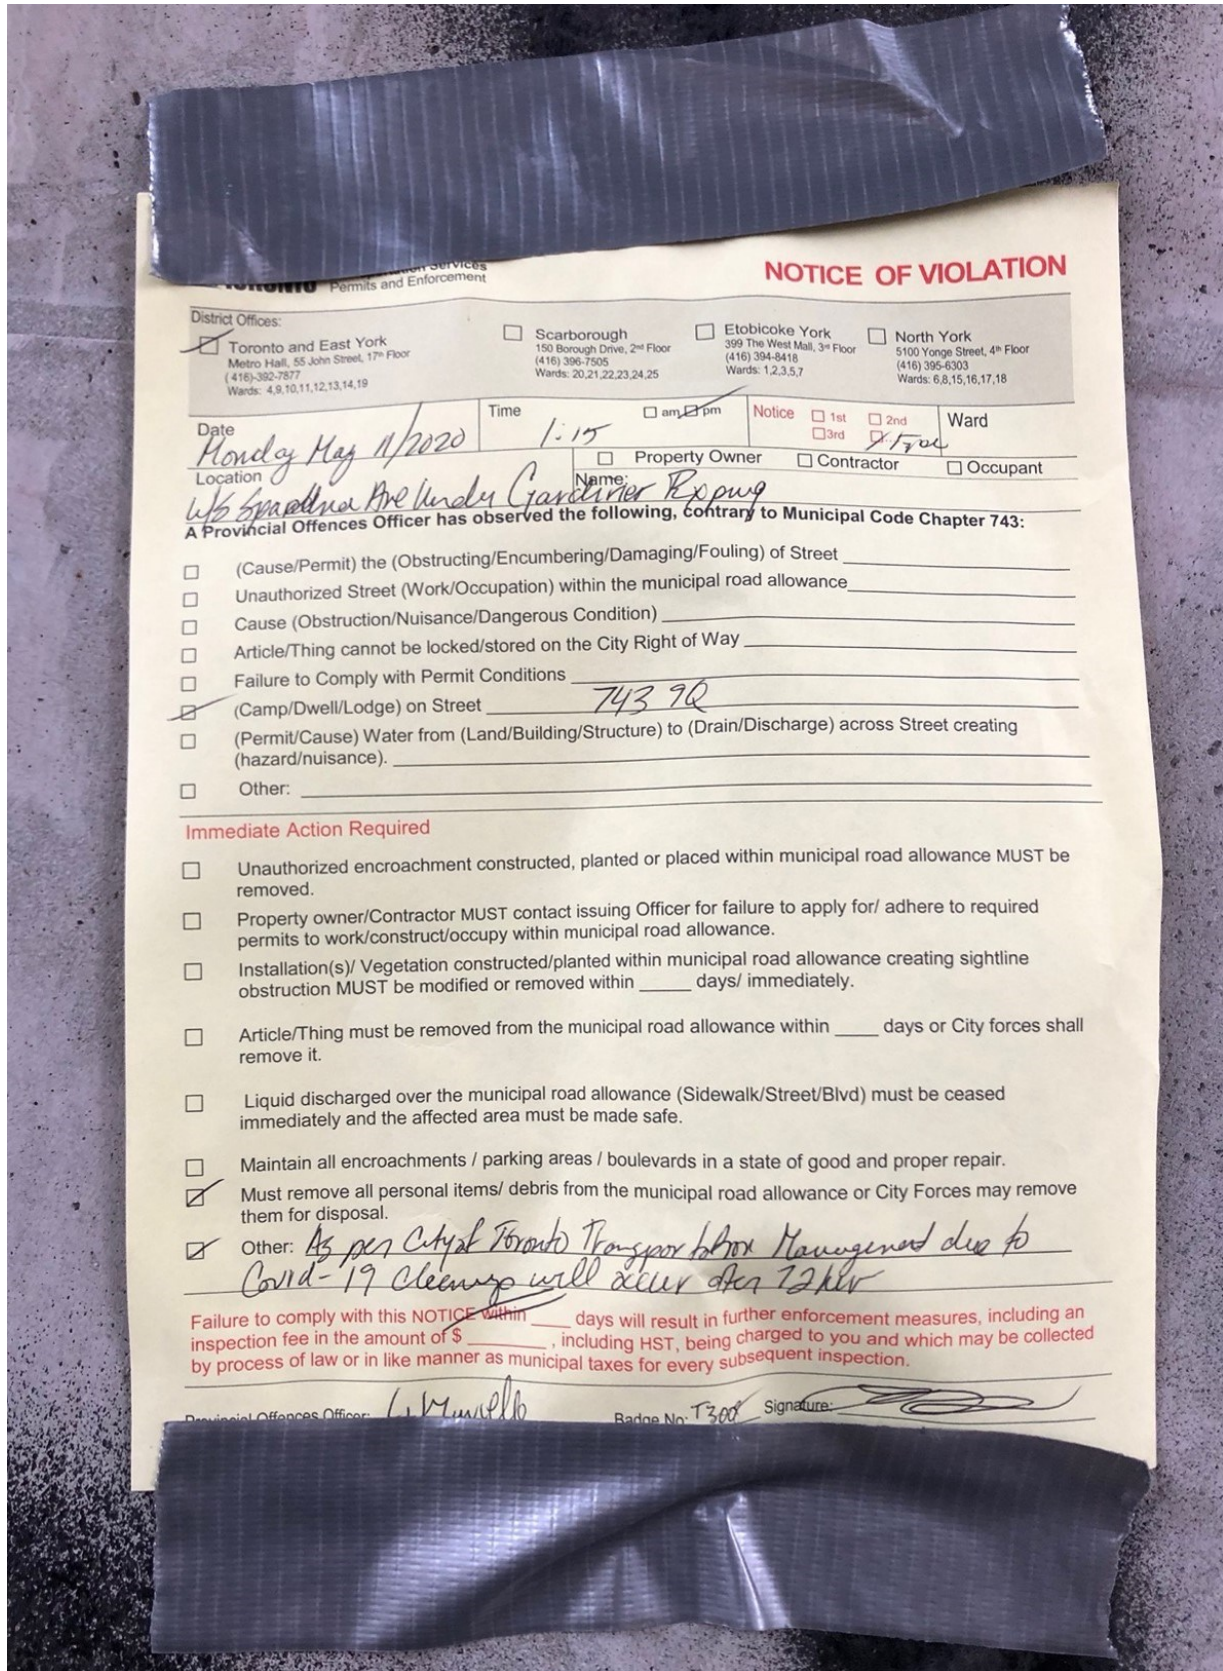 Services
TORONTO Permits and Enforcement
NOTICE OF VIOLATION
District Offices:
Toronto and East York
Metro Hall, 55 John Street, 17th Floor
(416)-392-7877
Wards: 4,9,10,11,12,13,14,19
Scarborough
150 Borough Drive, 2nd Floor
(416) 396-7505
Wards: 20,21,22,23,24,25
Etobicoke York
399 The West Mall, 3rd Floor
(416) 394-8418
Wards: 1,2,3,5,7
North York
5100 Yonge Street, 4th Floor
(416) 395-6303
Wards: 6,8,15,16,17,18
Date
Monday May 11/2020
Time
am pm
1:15
Notice 1st 2nd
3rd
Ward
Location
W/S Spadina Ave Under Gardiner Expwy
Property Owner Contractor Occupant
Name:
A Provincial Offences Officer has observed the following, contrary to Municipal Code Chapter 743:
(Cause/Permit) the (Obstructing/Encumbering/Damaging/Fouling) of Street
Unauthorized Street (Work/Occupation) within the municipal road allowance
Cause (Obstruction/Nuisance/Dangerous Condition)
Article/Thing cannot be locked/stored on the City Right of Way
Failure to Comply with Permit Conditions
(Camp/Dwell/Lodge) on Street 743 9Q
(Permit/Cause) Water from (Land/Building/Structure) to (Drain/Discharge) across Street creating
(hazard/nuisance).
Other:
Immediate Action Required
Unauthorized encroachment constructed, planted or placed within municipal road allowance MUST be
removed.
Property owner/Contractor MUST contact issuing Officer for failure to apply for/ adhere to required
permits to work/construct/occupy within municipal road allowance.
Installation(s)/ Vegetation constructed/planted within municipal road allowance creating sightline
obstruction MUST be modified or removed within _____ days/ immediately.
Article/Thing must be removed from the municipal road allowance within ____ days or City forces shall
remove it.
Liquid discharged over the municipal road allowance (Sidewalk/Street/Blvd) must be ceased
immediately and the affected area must be made safe.
Maintain all encroachments / parking areas / boulevards in a state of good and proper repair.
Must remove all personal items/ debris from the municipal road allowance or City Forces may remove
them for disposal.
Other: As per City of Toronto Transportation Management due to
Covid-19 cleanup will occur after 72 hrs
Failure to comply with this NOTICE within ____ days will result in further enforcement measures, including an
inspection fee in the amount of $ ________ , including HST, being charged to you and which may be collected
by process of law or in like manner as municipal taxes for every subsequent inspection.
Provincial Offences Officer: Badge No: Signature: